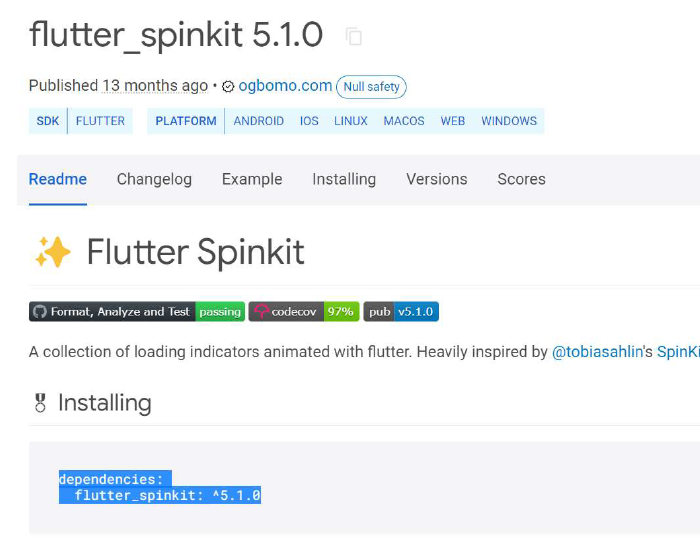 flutter_spinkit 5.1.0
Published 13 months ago • ogbomo.com Null safety
SDK FLUTTER PLATFORM ANDROID IOS LINUX MACOS WEB WINDOWS
Readme Changelog Example Installing Versions Scores
✨ Flutter Spinkit
Format, Analyze and Test passing codecov 97% pub v5.1.0
A collection of loading indicators animated with flutter. Heavily inspired by @tobiasahlin's SpinKi
🎖 Installing
dependencies:
  flutter_spinkit: ^5.1.0